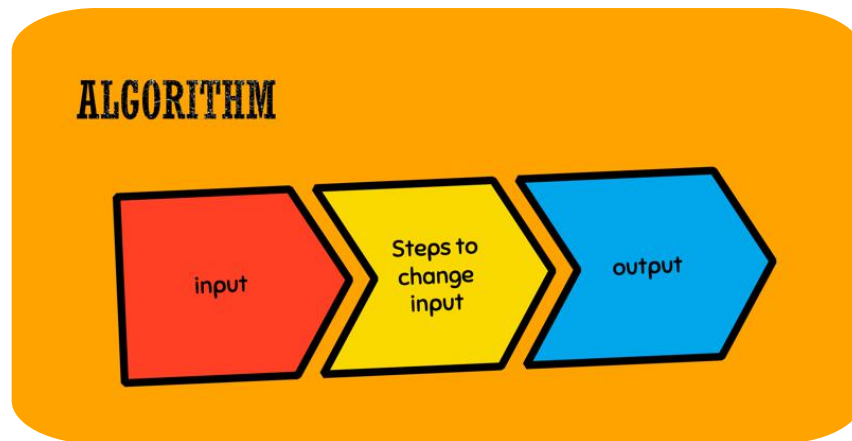 ALGORITHM
input
Steps to
change
input
output